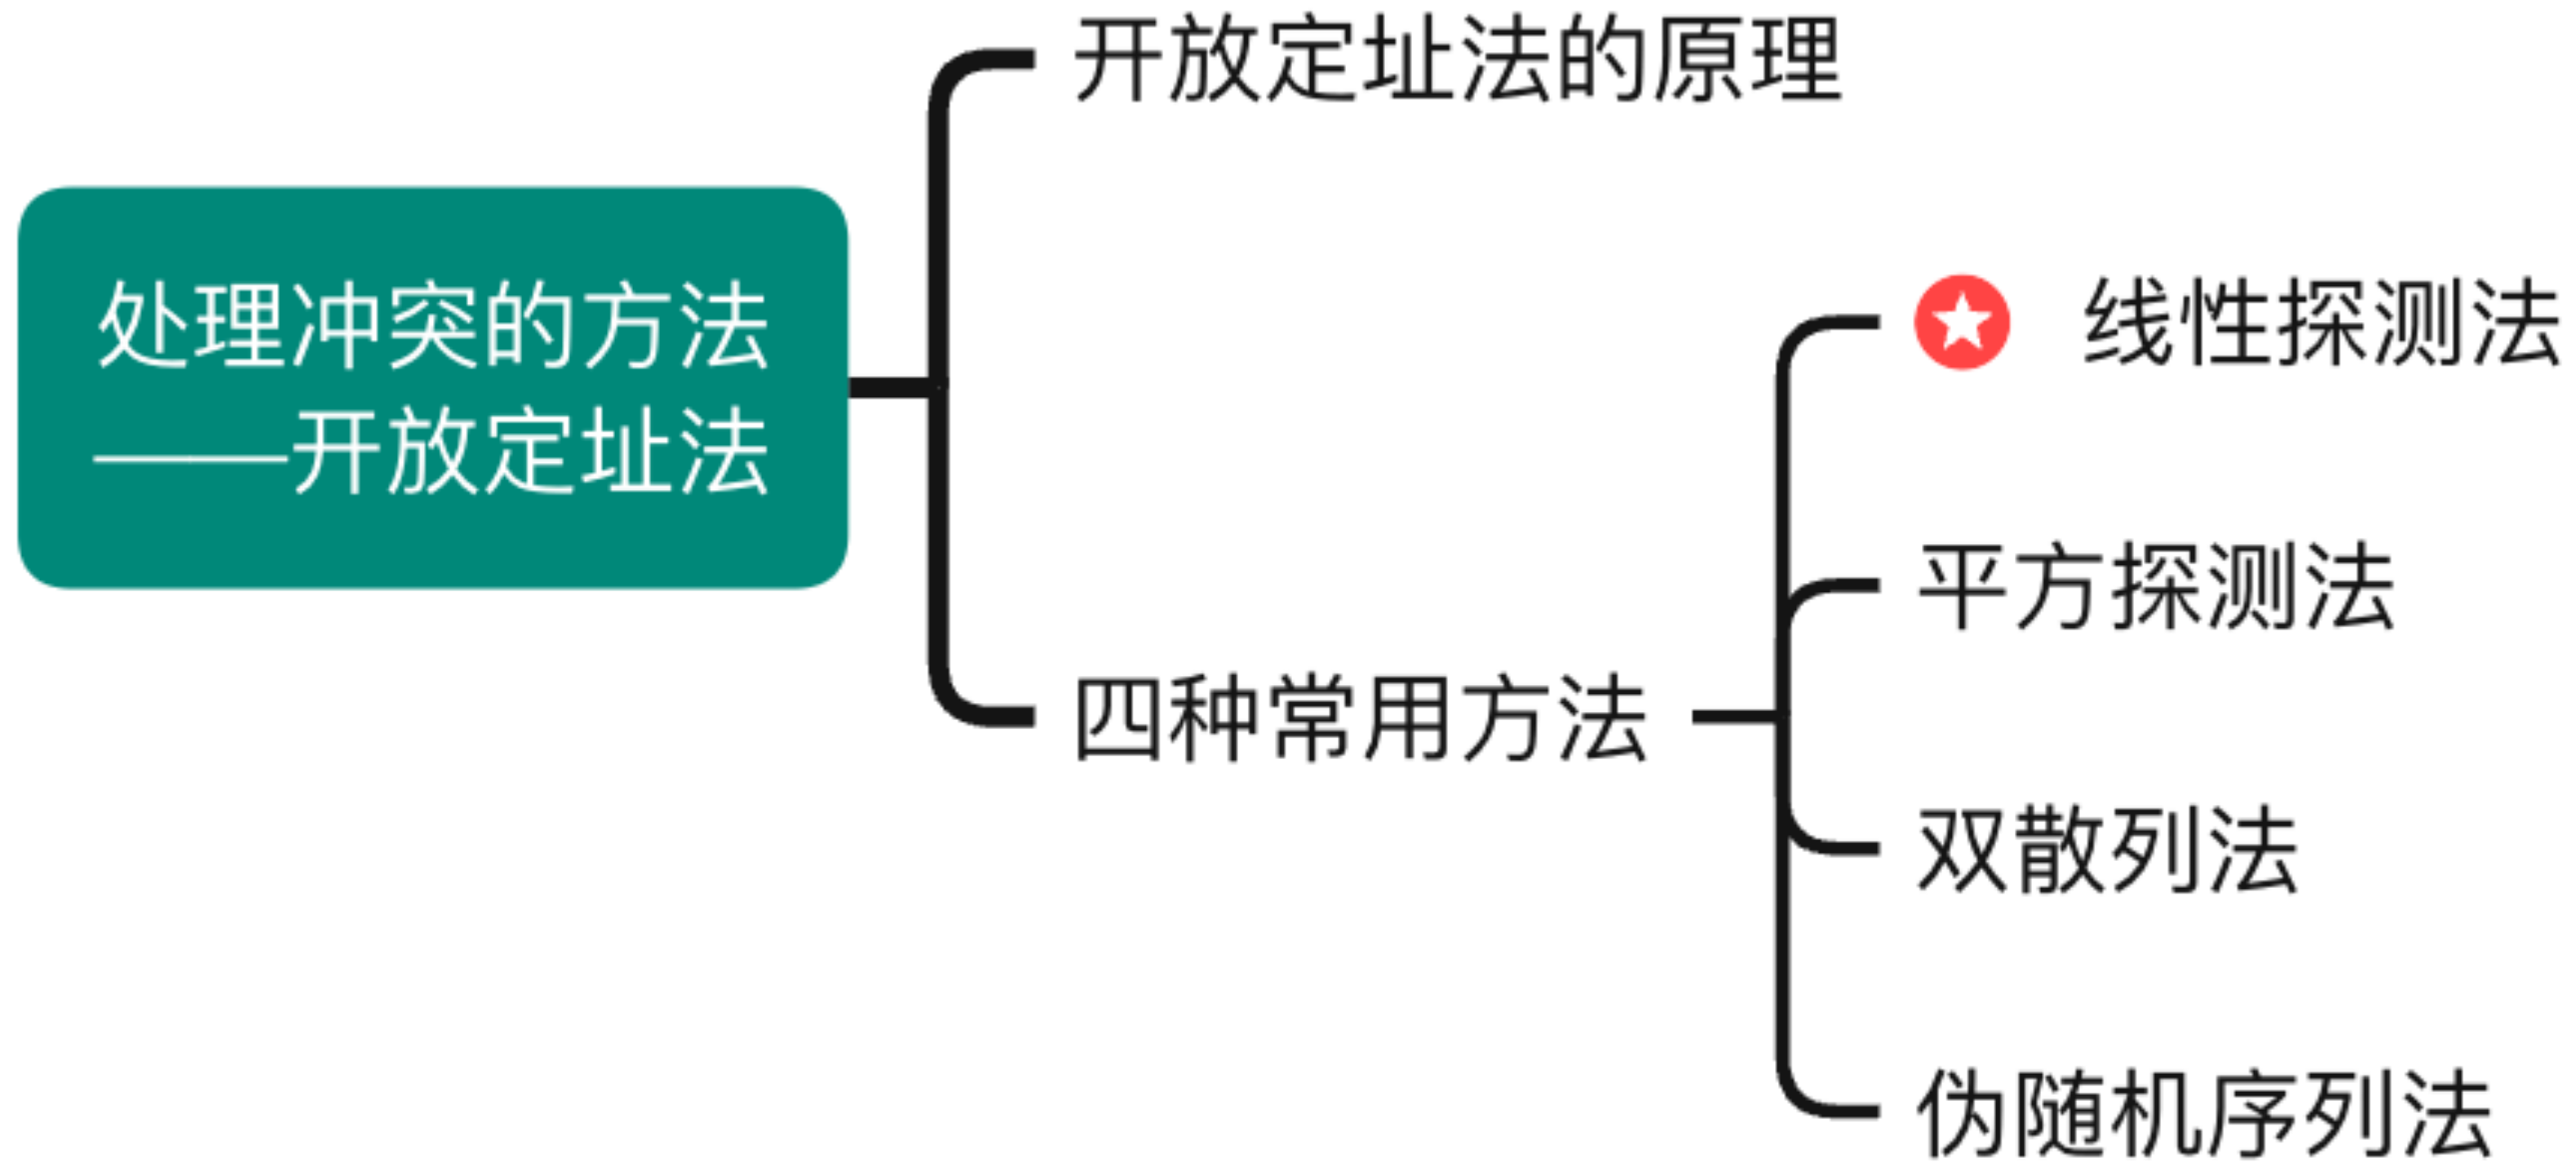 开放定址法的原理
处理冲突的方法
——开放定址法
四种常用方法
线性探测法
平方探测法
双散列法
伪随机序列法